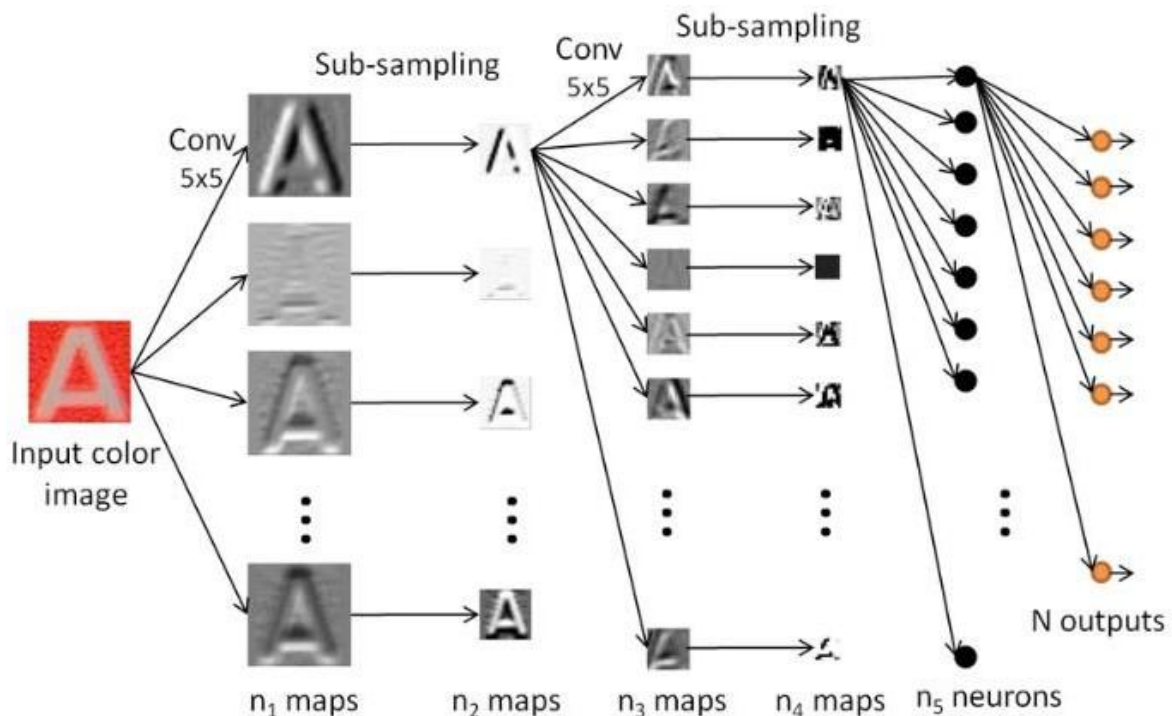 Sub-sampling
Conv
5x5
Sub-sampling
Conv
5x5
A
Input color
image
n₁ maps
n₂ maps
n₃ maps
n₄ maps
n₅ neurons
N outputs